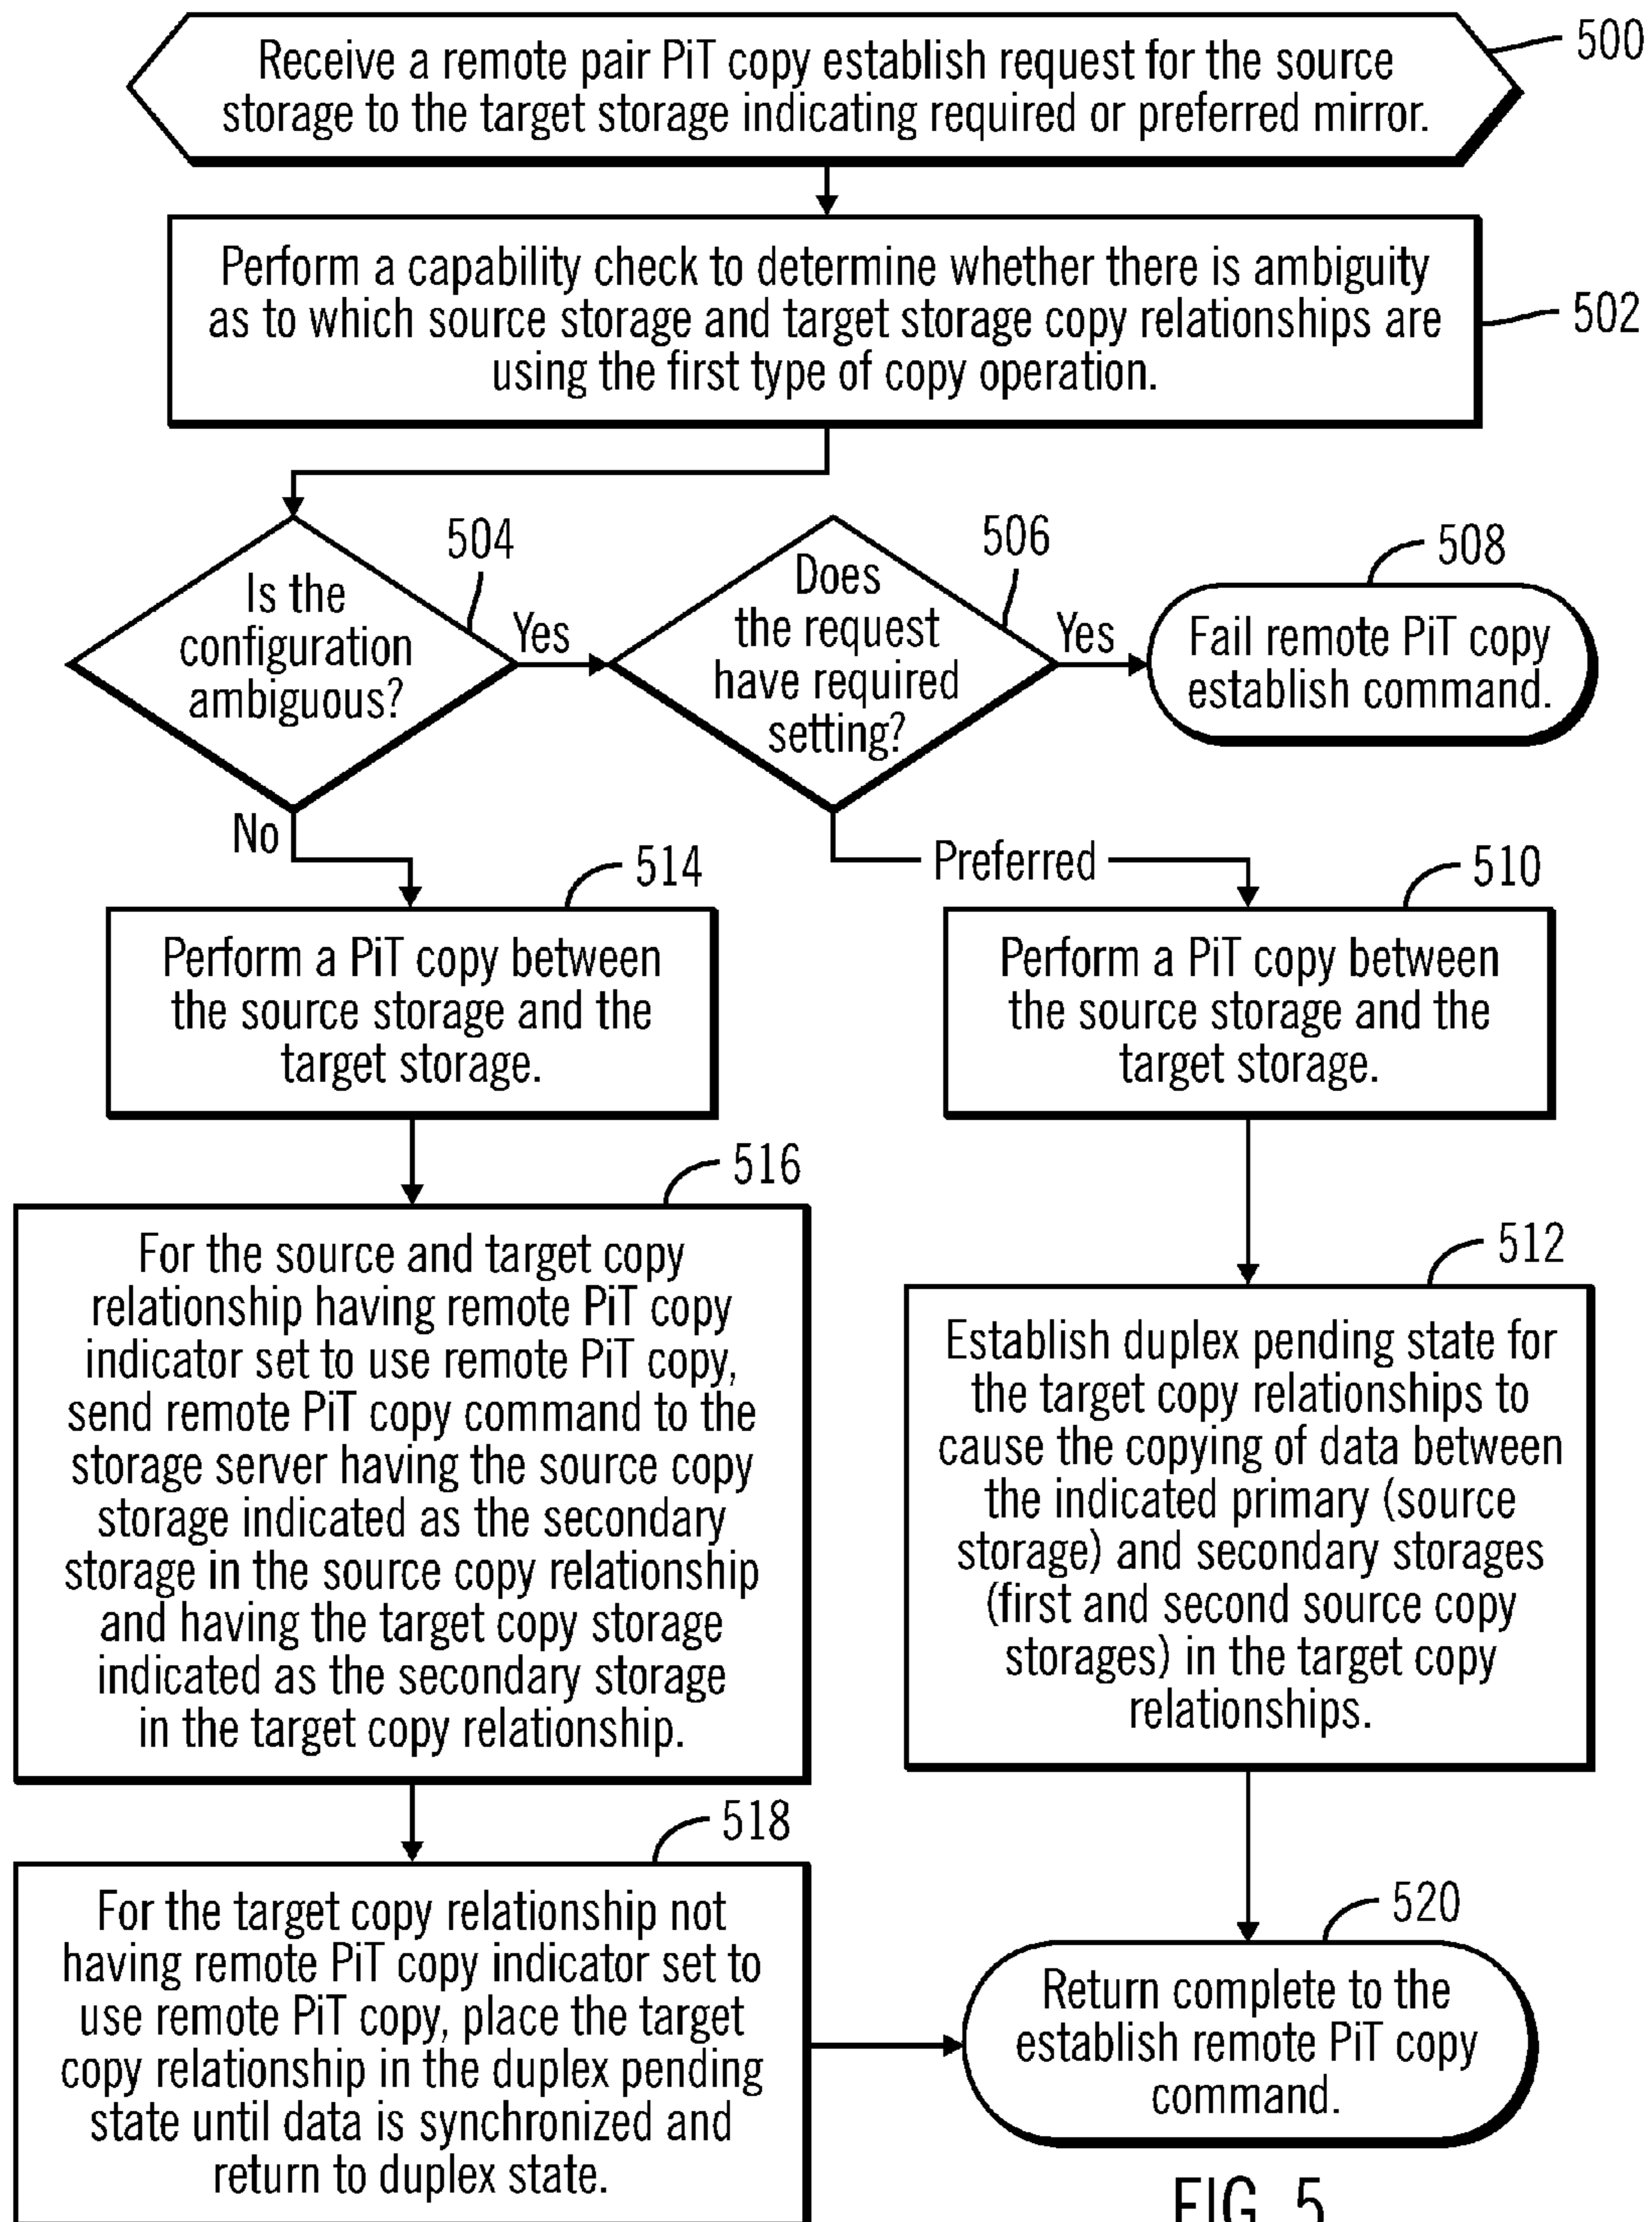 Receive a remote pair PiT copy establish request for the source
storage to the target storage indicating required or preferred mirror.
500
Perform a capability check to determine whether there is ambiguity
as to which source storage and target storage copy relationships are
using the first type of copy operation.
502
Is the
configuration
ambiguous?
504
Yes
Does
the request
have required
setting?
506
Yes
508
Fail remote PiT copy
establish command.
No
Preferred
514
Perform a PiT copy between
the source storage and the
target storage.
510
Perform a PiT copy between
the source storage and the
target storage.
516
For the source and target copy
relationship having remote PiT copy
indicator set to use remote PiT copy,
send remote PiT copy command to the
storage server having the source copy
storage indicated as the secondary
storage in the source copy relationship
and having the target copy storage
indicated as the secondary storage
in the target copy relationship.
512
Establish duplex pending state for
the target copy relationships to
cause the copying of data between
the indicated primary (source
storage) and secondary storages
(first and second source copy
storages) in the target copy
relationships.
518
For the target copy relationship not
having remote PiT copy indicator set to
use remote PiT copy, place the target
copy relationship in the duplex pending
state until data is synchronized and
return to duplex state.
520
Return complete to the
establish remote PiT copy
command.
FIG. 5